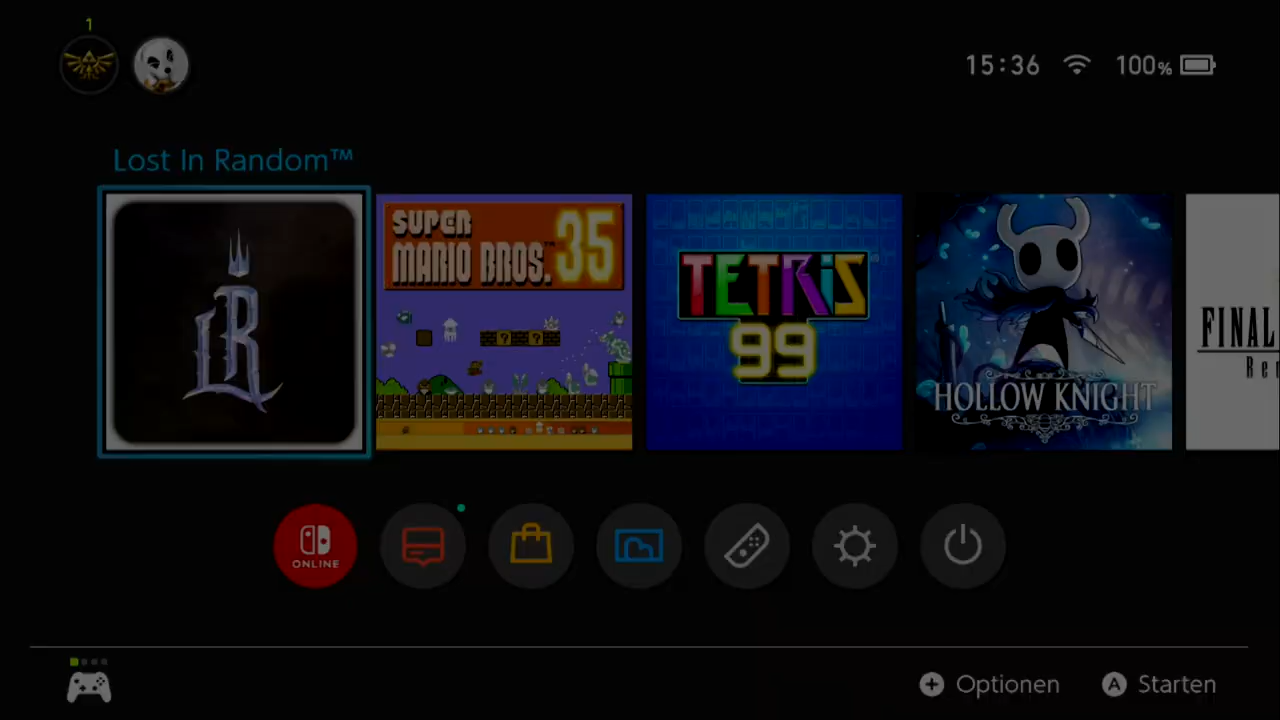 1
15:36 100%
Lost In Random™
SUPER
MARIO BROS.™ 35
TETRIS
99
HOLLOW KNIGHT
FINAL
ONLINE
Optionen
A Starten